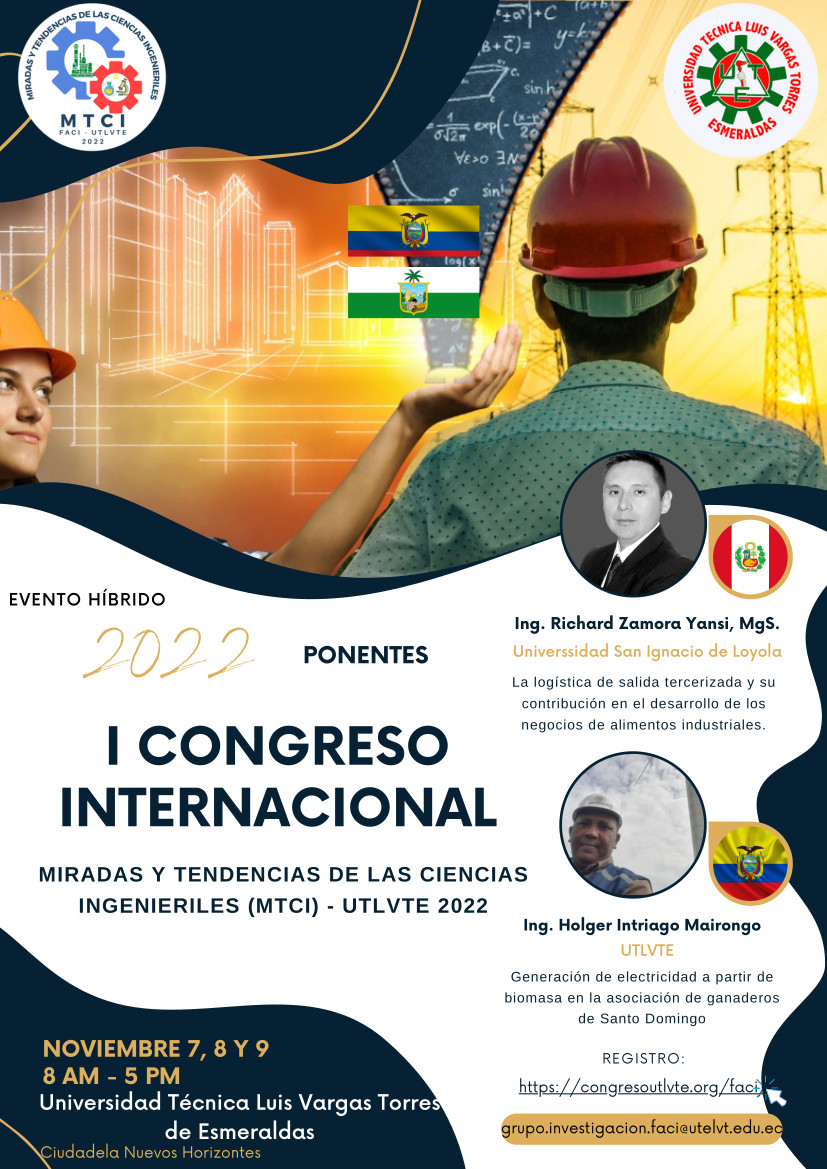 MIRADAS Y TENDENCIAS DE LAS CIENCIAS INGENIERILES
MTCI
FACI - UTLVTE
2022
UNIVERSIDAD TECNICA LUIS VARGAS TORRES
UT
E
ESMERALDAS
B+C)=
y=k
sinh
∀ε>0 ∃N
sin
log(x
EVENTO HÍBRIDO
2022
PONENTES
I CONGRESO
INTERNACIONAL
MIRADAS Y TENDENCIAS DE LAS CIENCIAS
INGENIERILES (MTCI) - UTLVTE 2022
Ing. Richard Zamora Yansi, MgS.
Universsidad San Ignacio de Loyola
La logística de salida tercerizada y su
contribución en el desarrollo de los
negocios de alimentos industriales.
Ing. Holger Intriago Mairongo
UTLVTE
Generación de electricidad a partir de
biomasa en la asociación de ganaderos
de Santo Domingo
REGISTRO:
https://congresoutlvte.org/faci
grupo.investigacion.faci@utelvt.edu.ec
NOVIEMBRE 7, 8 Y 9
8 AM - 5 PM
Universidad Técnica Luis Vargas Torres
de Esmeraldas
Ciudadela Nuevos Horizontes